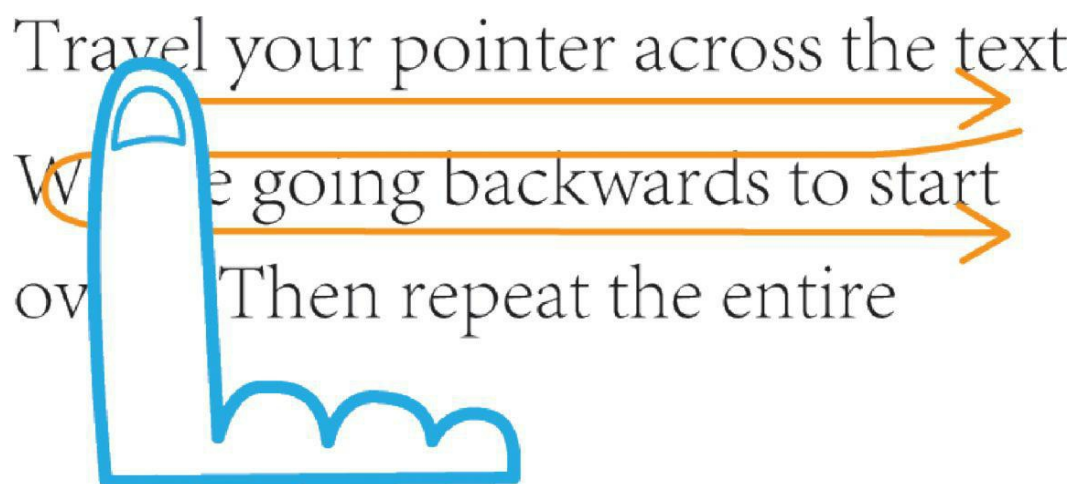 Travel your pointer across the text
going backwards to start
Then repeat the entire